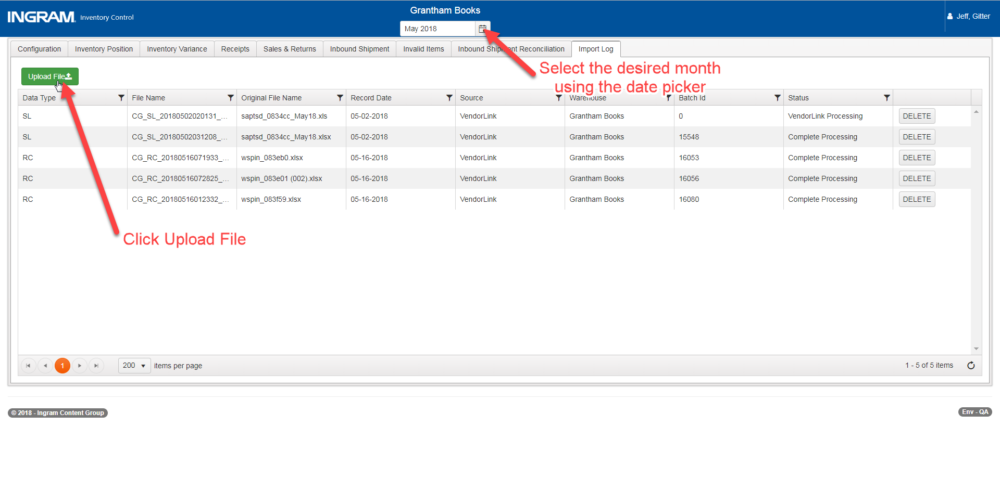 Grantham Books
INGRAM Inventory Control
Jeff, Gitter
May 2018
Configuration Inventory Position Inventory Variance Receipts Sales & Returns Inbound Shipment Invalid Items Inbound Shipment Reconciliation Import Log
Select the desired month
using the date picker
Upload File
Data Type File Name Original File Name Record Date Source Warehouse Batch Id Status
SL CG_SL_20180502020131_... saptsd_0834cc_May18.xls 05-02-2018 VendorLink Grantham Books 0 VendorLink Processing DELETE
SL CG_SL_20180502031208_... saptsd_0834cc_May18.xlsx 05-02-2018 VendorLink Grantham Books 15548 Complete Processing DELETE
RC CG_RC_20180516071933_... wspin_083eb0.xlsx 05-16-2018 VendorLink Grantham Books 16053 Complete Processing DELETE
RC CG_RC_20180516072825_... wspin_083e01 (002).xlsx 05-16-2018 VendorLink Grantham Books 16056 Complete Processing DELETE
RC CG_RC_20180516012332_... wspin_083f59.xlsx 05-16-2018 VendorLink Grantham Books 16080 Complete Processing DELETE
Click Upload File
1 200 items per page 1 - 5 of 5 items
© 2018 - Ingram Content Group Env - QA